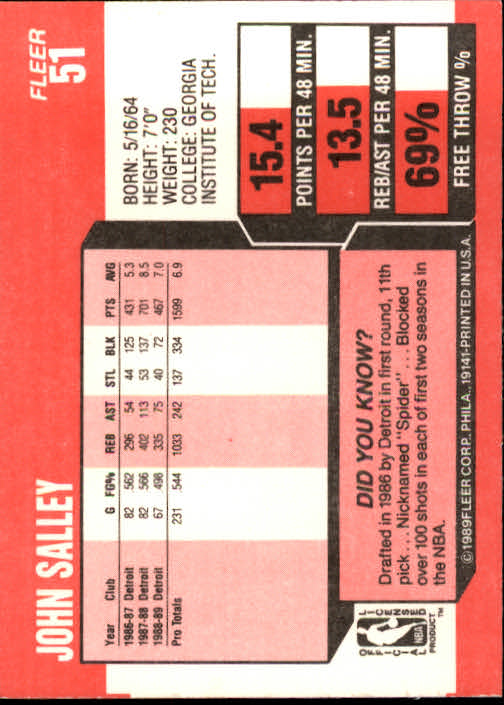 FLEER
51
JOHN SALLEY
BORN: 5/16/64
HEIGHT: 7'0"
WEIGHT: 230
COLLEGE: GEORGIA
INSTITUTE OF TECH.
Year Club G FG% REB AST STL BLK PTS AVG
1986-87 Detroit 82 .562 296 54 44 125 431 5.3
1987-88 Detroit 82 .566 402 113 53 137 701 8.5
1988-89 Detroit 67 .498 335 75 40 72 467 7.0
Pro Totals 231 .544 1033 242 137 334 1599 6.9
15.4
POINTS PER 48 MIN.
13.5
REB/AST PER 48 MIN.
69%
FREE THROW %
DID YOU KNOW?
Drafted in 1986 by Detroit in first round, 11th
pick... Nicknamed "Spider"... Blocked
over 100 shots in each of first two seasons in
the NBA.
OFFICIAL
LICENSED
NBA
PRODUCT™
©1989FLEER CORP. PHILA., 19141-PRINTED IN U.S.A.